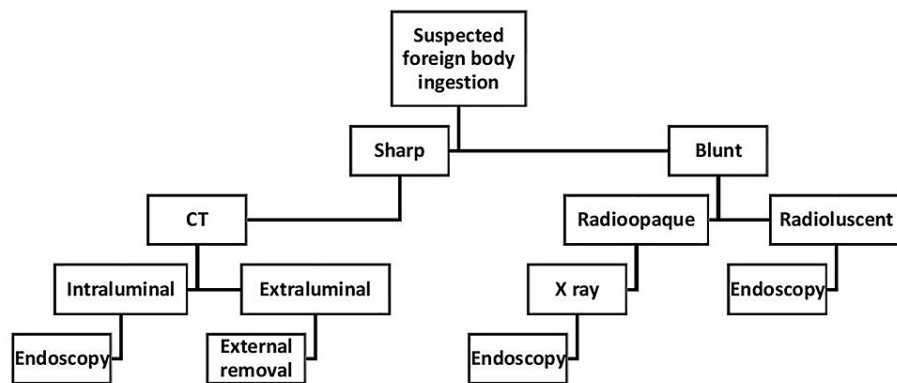 Suspected
foreign body
ingestion
Sharp
Blunt
CT
Radioopaque
Radioluscent
Intraluminal
Extraluminal
X ray
Endoscopy
Endoscopy
External
removal
Endoscopy